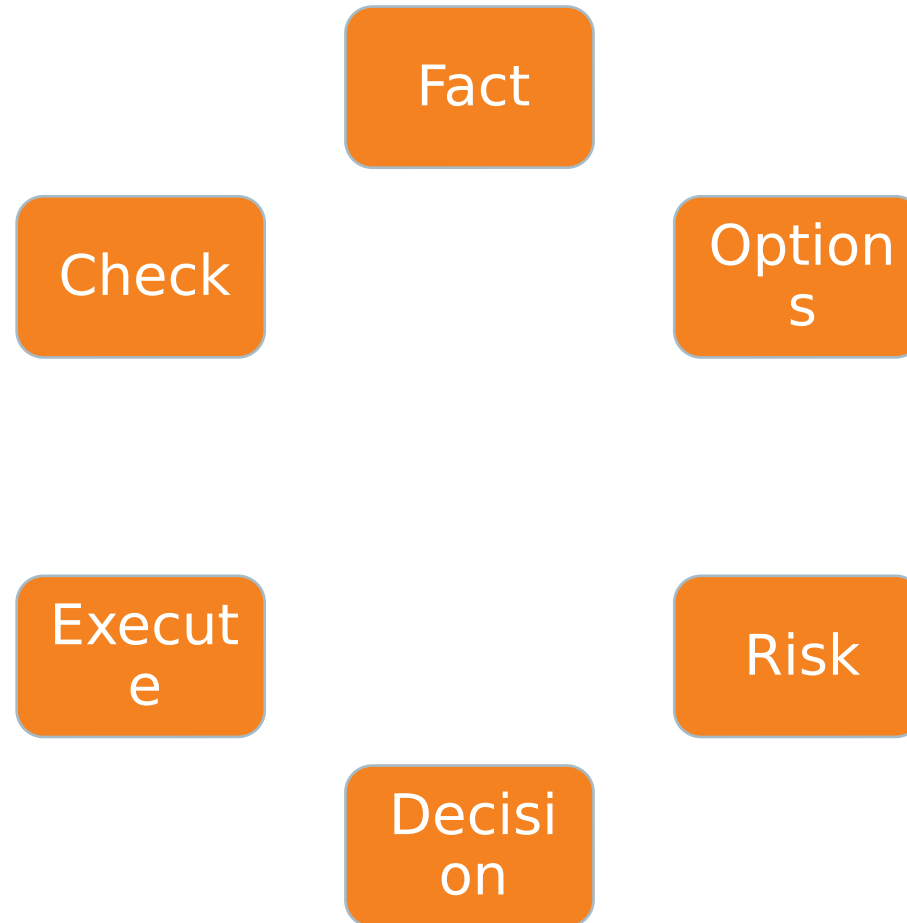 Fact
Option
s
Risk
Decisi
on
Execut
e
Check